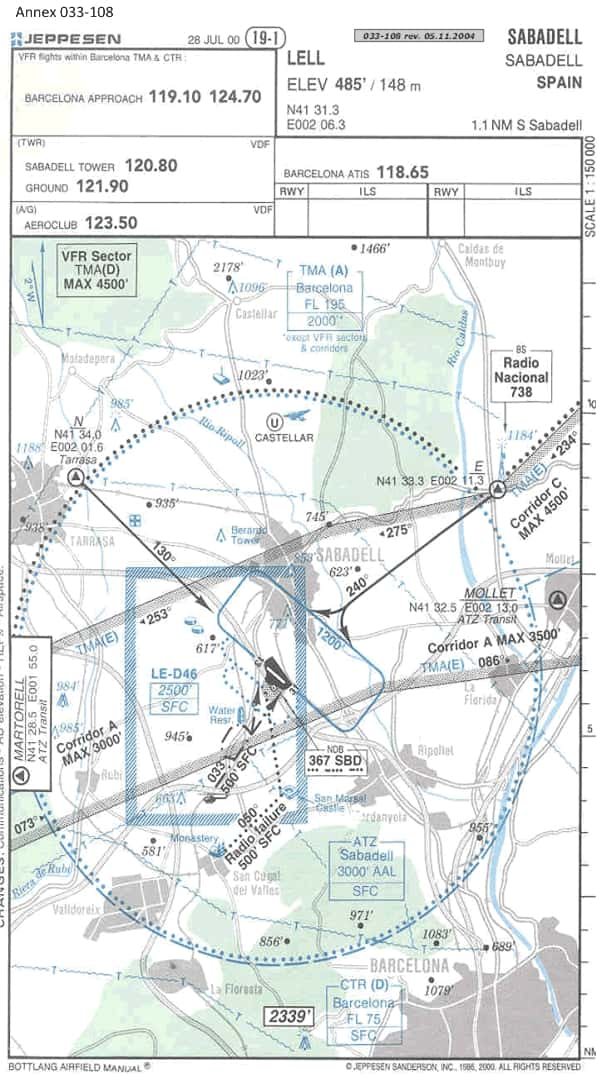 Annex 033-108
JEPPESEN
28 JUL 00
19-1
033-108 rev. 05.11.2004
SABADELL
SABADELL
SPAIN
VFR flights within Barcelona TMA & CTR :
BARCELONA APPROACH 119.10 124.70
LELL
ELEV 485' / 148 m
N41 31.3
E002 06.3
1.1 NM S Sabadell
(TWR)
VDF
SABADELL TOWER 120.80
GROUND 121.90
BARCELONA ATIS 118.65
RWY
ILS
RWY
ILS
(A/G)
VDF
AEROCLUB 123.50
SCALE 1 : 150 000
VFR Sector
TMA(D)
MAX 4500'
2° W
2178'
1096'
Castellar
1466'
TMA (A)
Barcelona
FL 195
2000'*
*except VFR sectors
& corridors
Caldas de
Montbuy
Rio Caldas
BS
Radio
Nacional
738
1184'
10
Matadepera
985'
1023'
Rio Ripoll
U
CASTELLAR
N
N41 34,0
E002 01.6
Tarrasa
1188'
935'
938'
TARRASA
E
N41 33.3 E002 11.3
234°
TMA(E)
Corridor C
MAX 4500'
275°
745'
Berardo
Tower
858'
SABADELL
623'
240°
130°
771'
1200'
Mollet
MOLLET
N41 32.5 E002 13.0
ATZ Transit
Corridor A MAX 3500'
TMA(E) 086°
La
Florida
253°
TMA(E)
617'
LE-D46
2500'
SFC
Water
Resr.
945'
31
MARTORELL
N41 28.5 E001 55.0
ATZ Transit
984'
985'
Corridor A
MAX 3000'
073°
Rubi
Riera de Rubi
033°
500' SFC
050°
Radio failure
500' SFC
NDB
367 SBD
Ripollet
5
San Marsal
Castle
865'
581'
Monastery
San Cugat
del Valles
Valldoreix
ATZ
Sabadell
3000' AAL
SFC
955'
971'
856'
1083'
689'
BARCELONA
1079'
La Floresta
2339'
CTR (D)
Barcelona
FL 75
SFC
NM
BOTTLANG AIRFIELD MANUAL ®
© JEPPESEN SANDERSON, INC., 1995, 2000. ALL RIGHTS RESERVED